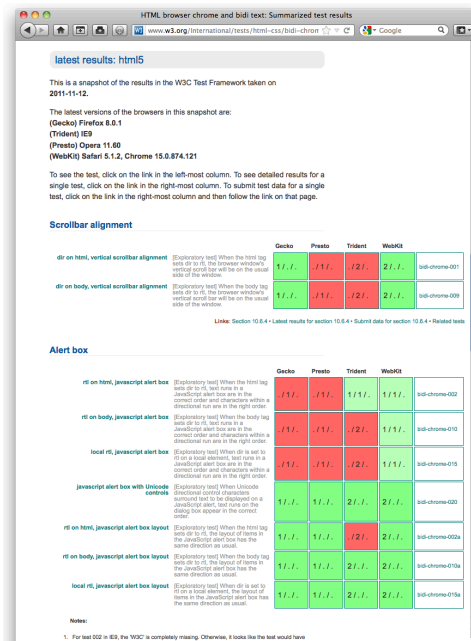 HTML browser chrome and bidi text: Summarized test results
www.w3.org/International/tests/html-css/bidi-chron
Google
latest results: html5
This is a snapshot of the results in the W3C Test Framework taken on
2011-11-12.
The latest versions of the browsers in this snapshot are:
(Gecko) Firefox 8.0.1
(Trident) IE9
(Presto) Opera 11.60
(WebKit) Safari 5.1.2, Chrome 15.0.874.121
To see the test, click on the link in the left-most column. To see detailed results for a
single test, click on the link in the right-most column. To submit test data for a single
test, click on the link in the right-most column and then follow the link on that page.
Scrollbar alignment
Gecko Presto Trident WebKit
dir on html, vertical scrollbar alignment [Exploratory test] When the html tag
sets dir to rtl, the browser window's
vertical scroll bar will be on the usual
side of the window.
1 / . / . . / 1 / . . / 2 / . 2 / . / . bidi-chrome-001
dir on body, vertical scrollbar alignment [Exploratory test] When the body tag
sets dir to rtl, the browser window's
vertical scroll bar will be on the usual
side of the window.
1 / . / . . / 1 / . . / 2 / . 2 / . / . bidi-chrome-009
Links: Section 10.6.4 • Latest results for section 10.6.4 • Submit data for section 10.6.4 • Related tests
Alert box
Gecko Presto Trident WebKit
rtl on html, javascript alert box [Exploratory test] When the html tag
sets dir to rtl, text runs in a
JavaScript alert box are in the
correct order and characters within a
directional run are in the right order.
. / 1 / . . / 1 / . 1 / 1 / . 1 / 1 / . bidi-chrome-002
rtl on body, javascript alert box [Exploratory test] When the body tag
sets dir to rtl, text runs in a
JavaScript alert box are in the
correct order and characters within a
directional run are in the right order.
. / 1 / . . / 1 / . . / 2 / . 1 / 1 / . bidi-chrome-010
local rtl, javascript alert box [Exploratory test] When dir is set to
rtl on a local element, text runs in a
JavaScript alert box are in the
correct order and characters within a
directional run are in the right order.
. / 1 / . . / 1 / . . / 2 / . 1 / 1 / . bidi-chrome-015
javascript alert box with Unicode
controls
[Exploratory test] When Unicode
directional control characters
surround text to be displayed on a
JavaScript alert, text runs on the
dialog box appear in the correct
order.
1 / . / . 1 / . / . 2 / . / . 2 / . / . bidi-chrome-020
rtl on html, javascript alert box layout [Exploratory test] When the html tag
sets dir to rtl, the layout of items in
the JavaScript alert box has the
same direction as usual.
1 / . / . 1 / . / . . / 2 / . 2 / . / . bidi-chrome-002a
rtl on body, javascript alert box layout [Exploratory test] When the body tag
sets dir to rtl, the layout of items in
the JavaScript alert box has the
same direction as usual.
1 / . / . 1 / . / . 2 / . / . 2 / . / . bidi-chrome-010a
local rtl, javascript alert box layout [Exploratory test] When dir is set to
rtl on a local element, the layout of
items in the JavaScript alert box has
the same direction as usual.
1 / . / . 1 / . / . 2 / . / . 2 / . / . bidi-chrome-015a
Notes:
1. For test 002 in IE9, the 'W3C' is completely missing. Otherwise, it looks like the test would have